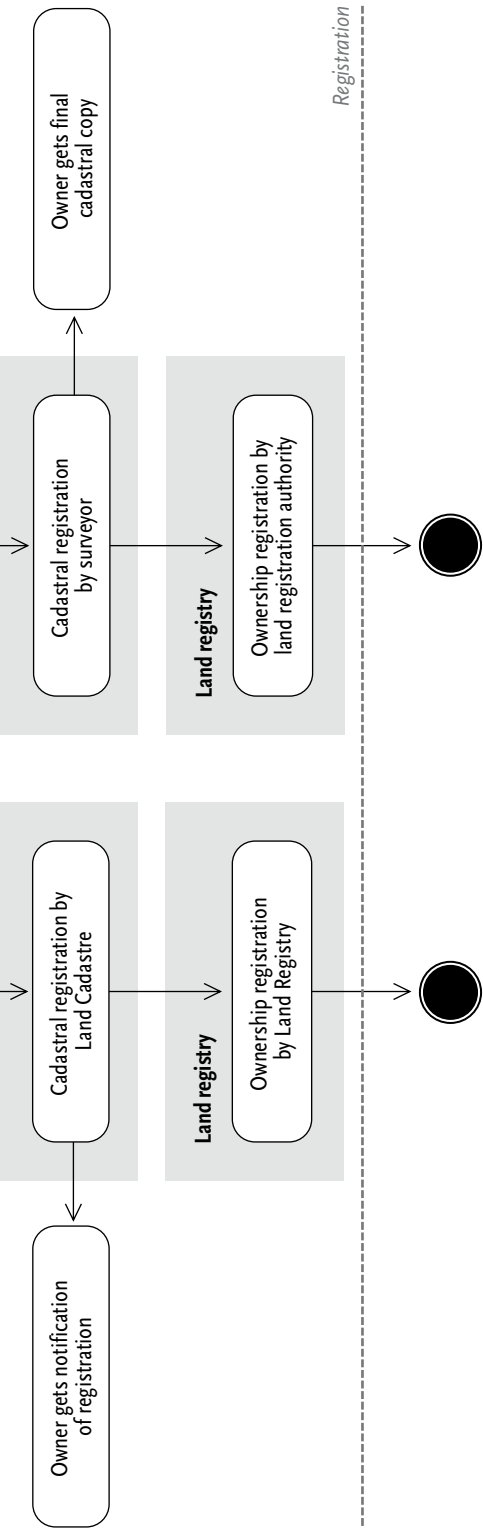 Owner gets notification
of registration
Cadastral registration by
Land Cadastre
Land registry
Ownership registration
by Land Registry
Cadastral registration
by surveyor
Land registry
Ownership registration by
land registration authority
Owner gets final
cadastral copy
Registration